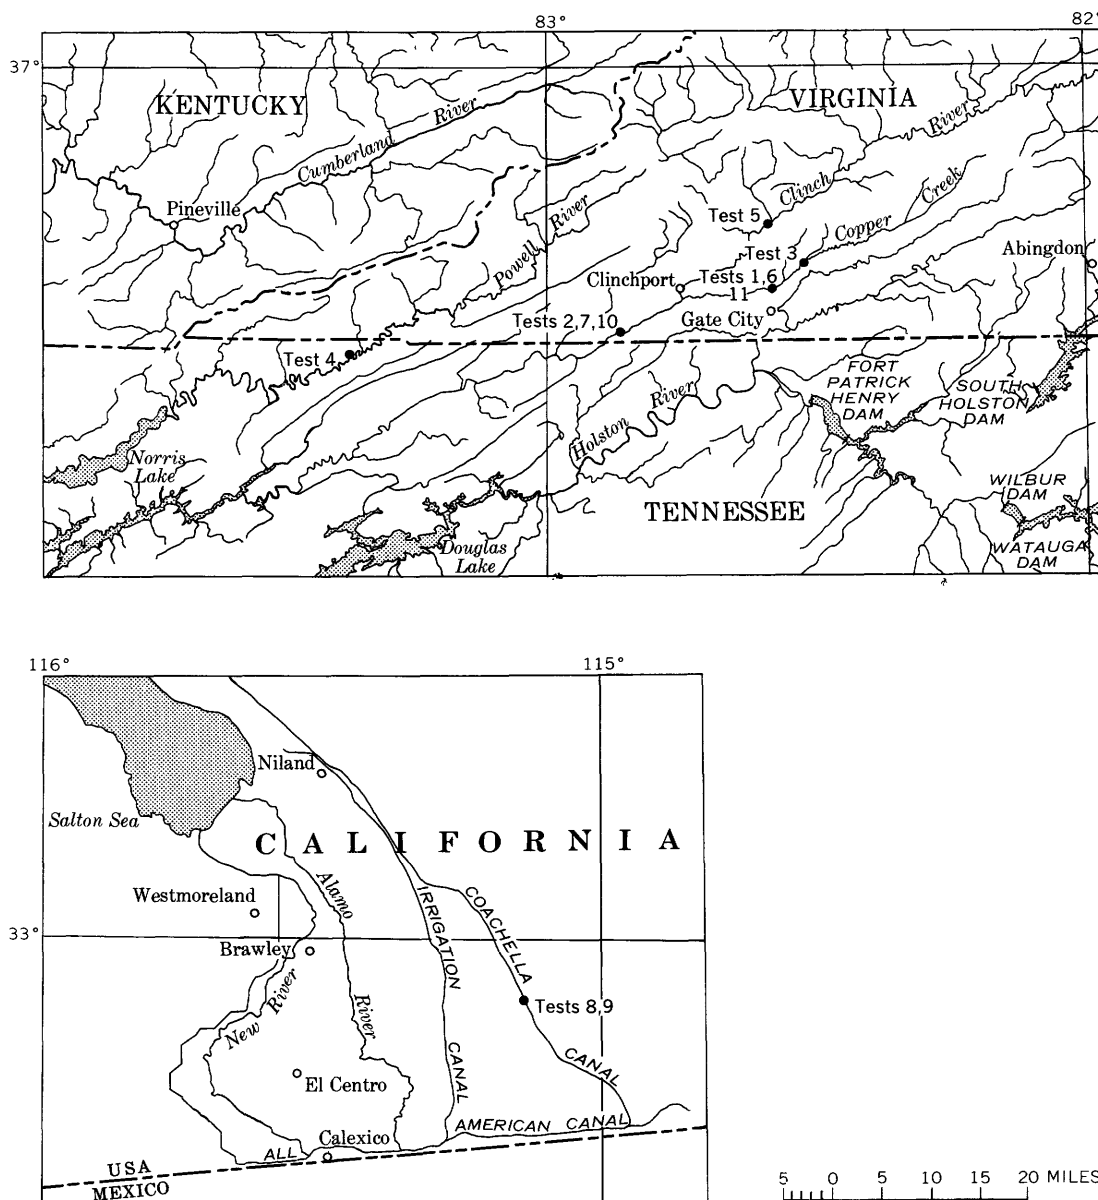 83°
82°
37°
KENTUCKY
VIRGINIA
Cumberland River
River
Clinch
Creek
Copper
Pineville
Powell River
Test 5
Test 3
Abingdon
Clinchport
Tests 1,6
11
Tests 2,7,10
Gate City
Test 4
FORT
PATRICK
HENRY
DAM
SOUTH
HOLSTON
DAM
Holston River
Norris
Lake
TENNESSEE
WILBUR
DAM
Douglas
Lake
WATAUGA
DAM
116°
115°
Niland
Salton Sea
CALIFORNIA
Westmoreland
Alamo
IRRIGATION
COACHELLA
33°
Brawley
New River
River
Tests 8,9
CANAL
CANAL
El Centro
Calexico
ALL
AMERICAN CANAL
USA
MEXICO
5 0 5 10 15 20 MILES